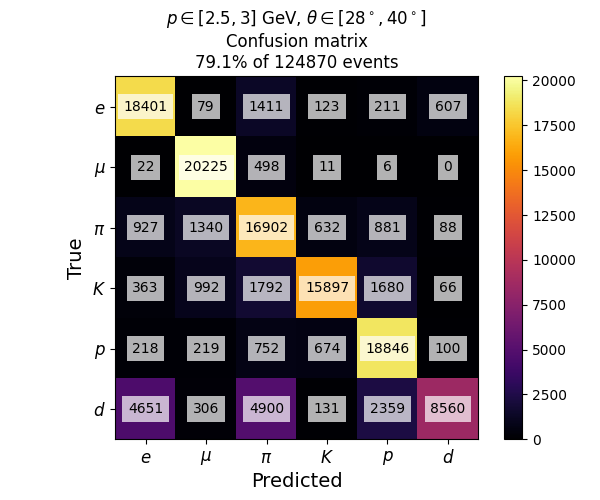 p ∈ [2.5, 3] GeV, θ ∈ [28°, 40°]
Confusion matrix
79.1% of 124870 events
e 18401 79 1411 123 211 607
μ 22 20225 498 11 6 0
π 927 1340 16902 632 881 88
K 363 992 1792 15897 1680 66
p 218 219 752 674 18846 100
d 4651 306 4900 131 2359 8560
e μ π K p d
True
Predicted
20000
17500
15000
12500
10000
7500
5000
2500
0